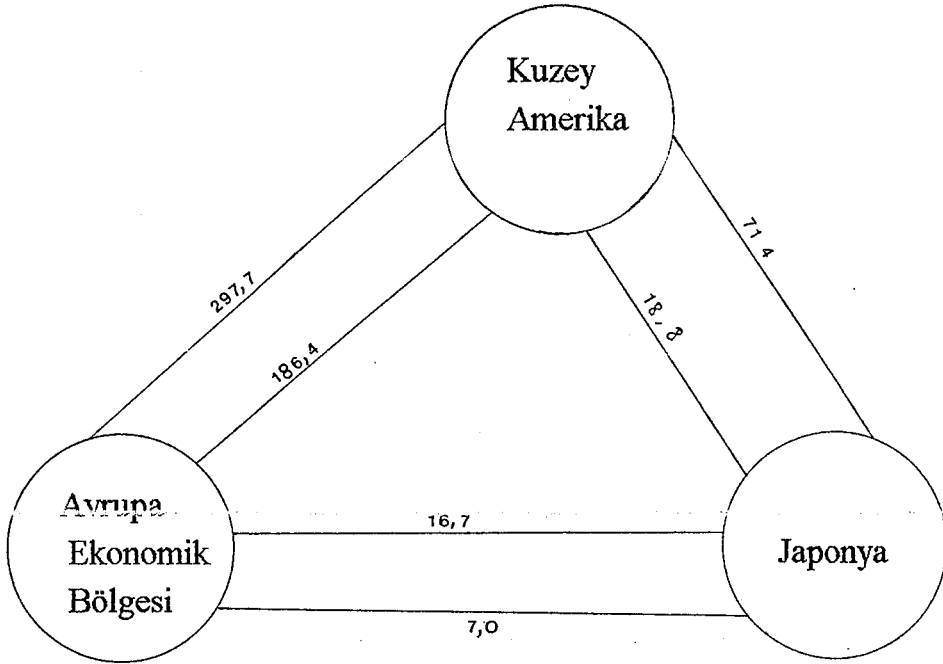 Kuzey
Amerika
297,7
186,4
18,8
71 4
Avrupa
Ekonomik
Bölgesi
16,7
7,0
Japonya